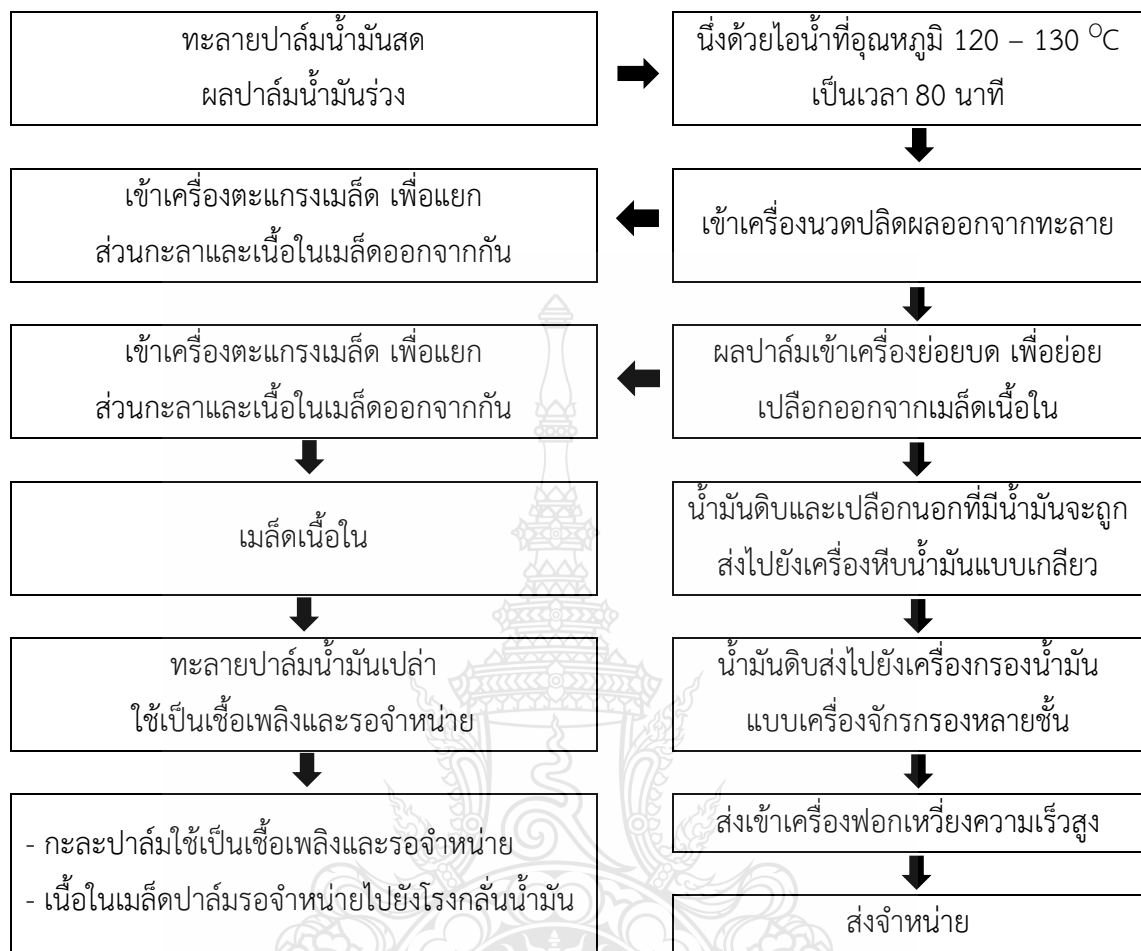 ทะลายปาล์มน้ำมันสด
ผลปาล์มน้ำมันร่วง
นึ่งด้วยไอน้ำที่อุณหภูมิ 120 – 130 ᴼC
เป็นเวลา 80 นาที
เข้าเครื่องตะแกรงเมล็ด เพื่อแยก
ส่วนกะลาและเนื้อในเมล็ดออกจากกัน
เข้าเครื่องนวดปลิดผลออกจากทะลาย
เข้าเครื่องตะแกรงเมล็ด เพื่อแยก
ส่วนกะลาและเนื้อในเมล็ดออกจากกัน
ผลปาล์มเข้าเครื่องย่อยบด เพื่อย่อย
เปลือกออกจากเมล็ดเนื้อใน
เมล็ดเนื้อใน
น้ำมันดิบและเปลือกนอกที่มีน้ำมันจะถูก
ส่งไปยังเครื่องหีบน้ำมันแบบเกลียว
ทะลายปาล์มน้ำมันเปล่า
ใช้เป็นเชื้อเพลิงและรอจำหน่าย
น้ำมันดิบส่งไปยังเครื่องกรองน้ำมัน
แบบเครื่องจักรกรองหลายชั้น
- กะละปาล์มใช้เป็นเชื้อเพลิงและรอจำหน่าย
- เนื้อในเมล็ดปาล์มรอจำหน่ายไปยังโรงกลั่นน้ำมัน
ส่งเข้าเครื่องฟอกเหวี่ยงความเร็วสูง
ส่งจำหน่าย